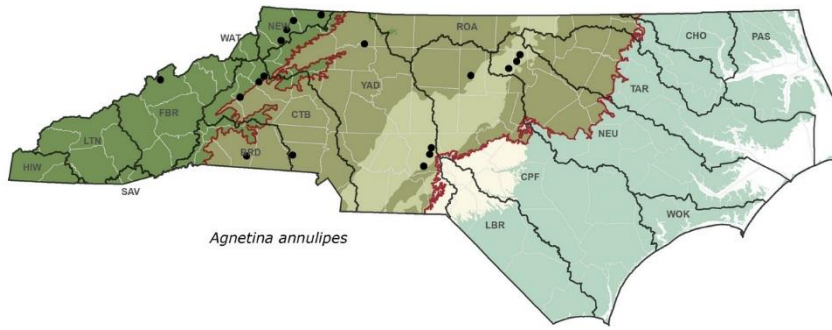 NEW
WAT
ROA
CHO
PAS
YAD
TAR
FBR
CTB
LTN
NEU
BRD
HIW
SAV
CPF
WOK
LBR
Agnetina annulipes